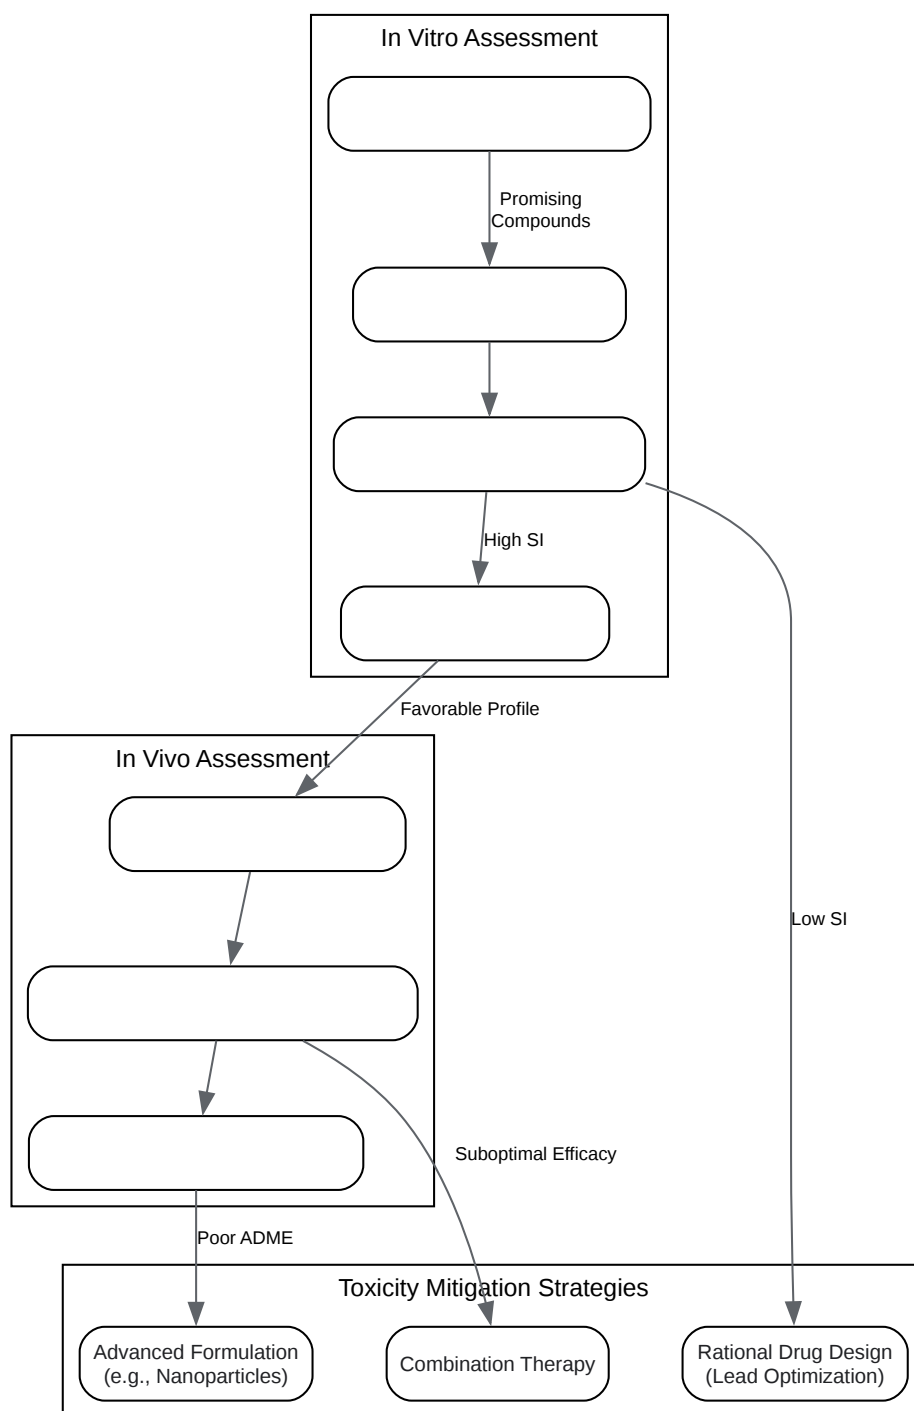 In Vitro Assessment
Promising
Compounds
High SI
Favorable Profile
In Vivo Assessment
Low SI
Suboptimal Efficacy
Poor ADME
Toxicity Mitigation Strategies
Advanced Formulation
(e.g., Nanoparticles)
Combination Therapy
Rational Drug Design
(Lead Optimization)